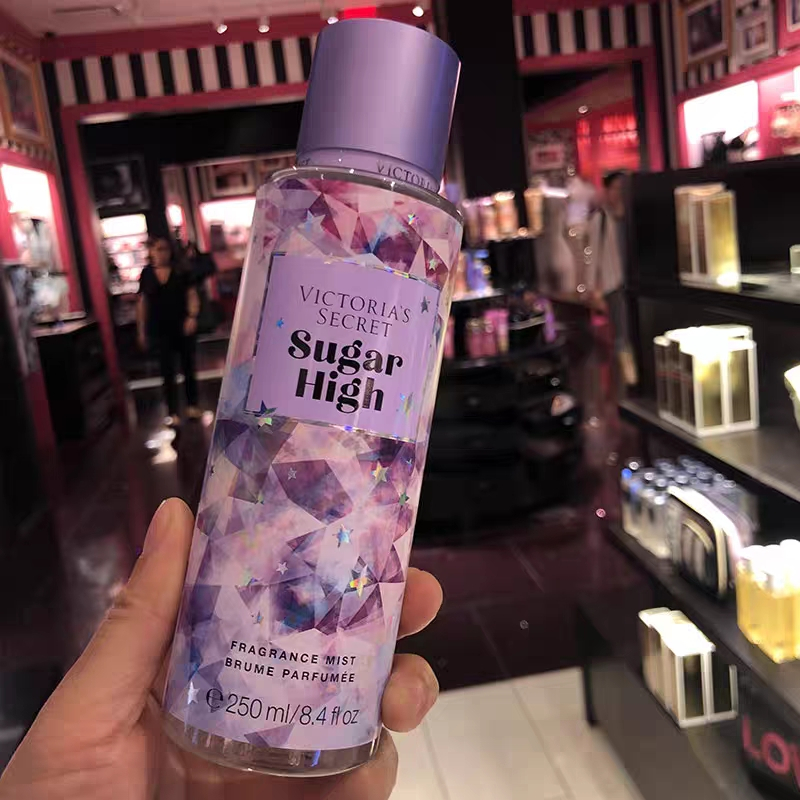 VICTORIA'S
SECRET
Sugar
High
FRAGRANCE MIST
BRUME PARFUMÉE
℮ 250 ml/8.4 fl oz